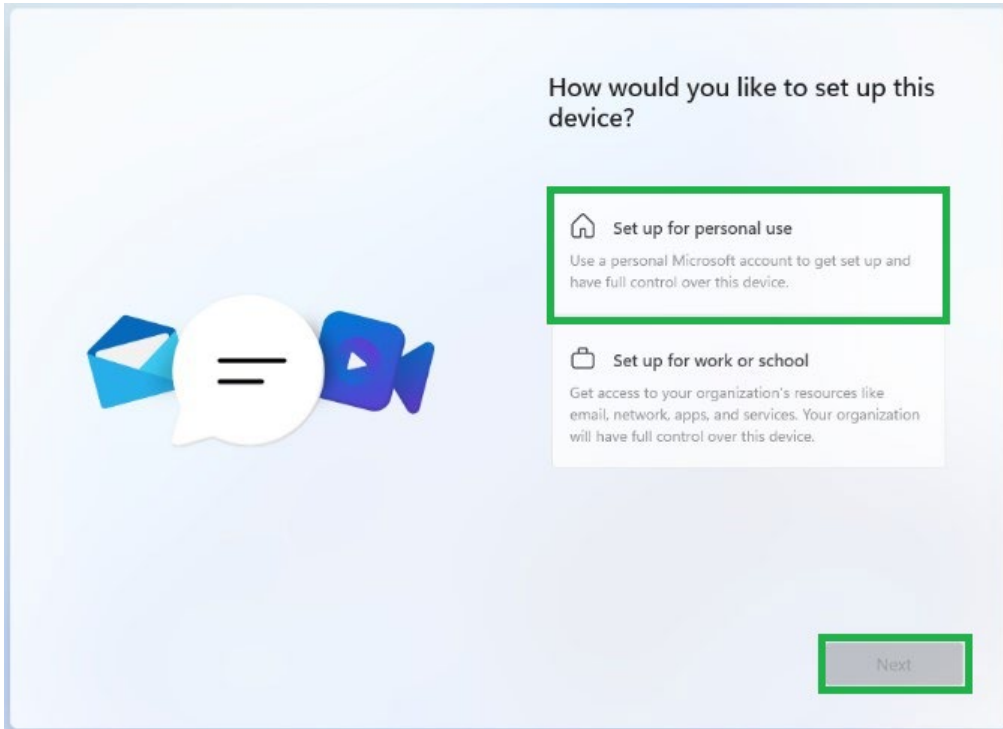 How would you like to set up this
device?
Set up for personal use
Use a personal Microsoft account to get set up and
have full control over this device.
Set up for work or school
Get access to your organization's resources like
email, network, apps, and services. Your organization
will have full control over this device.
Next